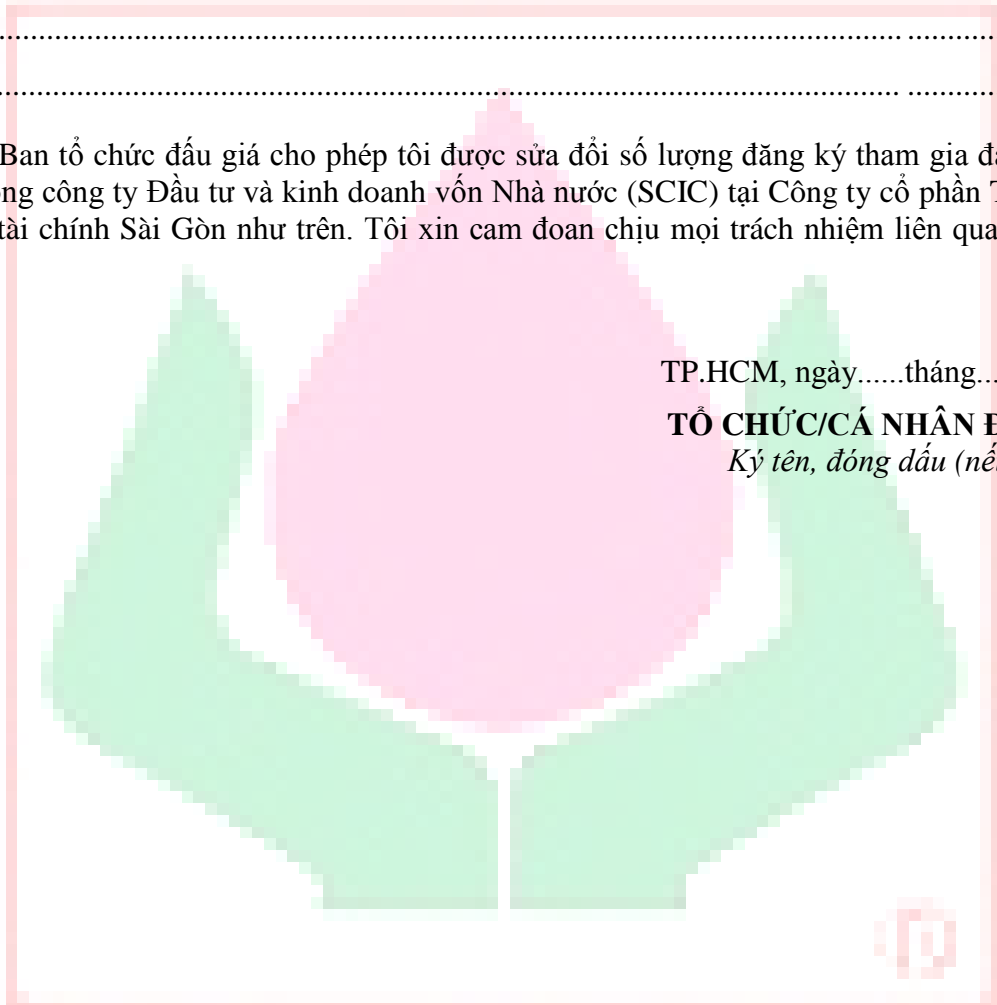 .................................................................................................................. ...........
.................................................................................................................. ...........
Ban tổ chức đấu giá cho phép tôi được sửa đổi số lượng đăng ký tham gia
công ty Đầu tư và kinh doanh vốn Nhà nước (SCIC) tại Công ty cổ phần
tài chính Sài Gòn như trên. Tôi xin cam đoan chịu mọi trách nhiệm liên
TP.HCM, ngày......tháng...
TỔ CHỨC/CÁ NHÂN
Ký tên, đóng dấu